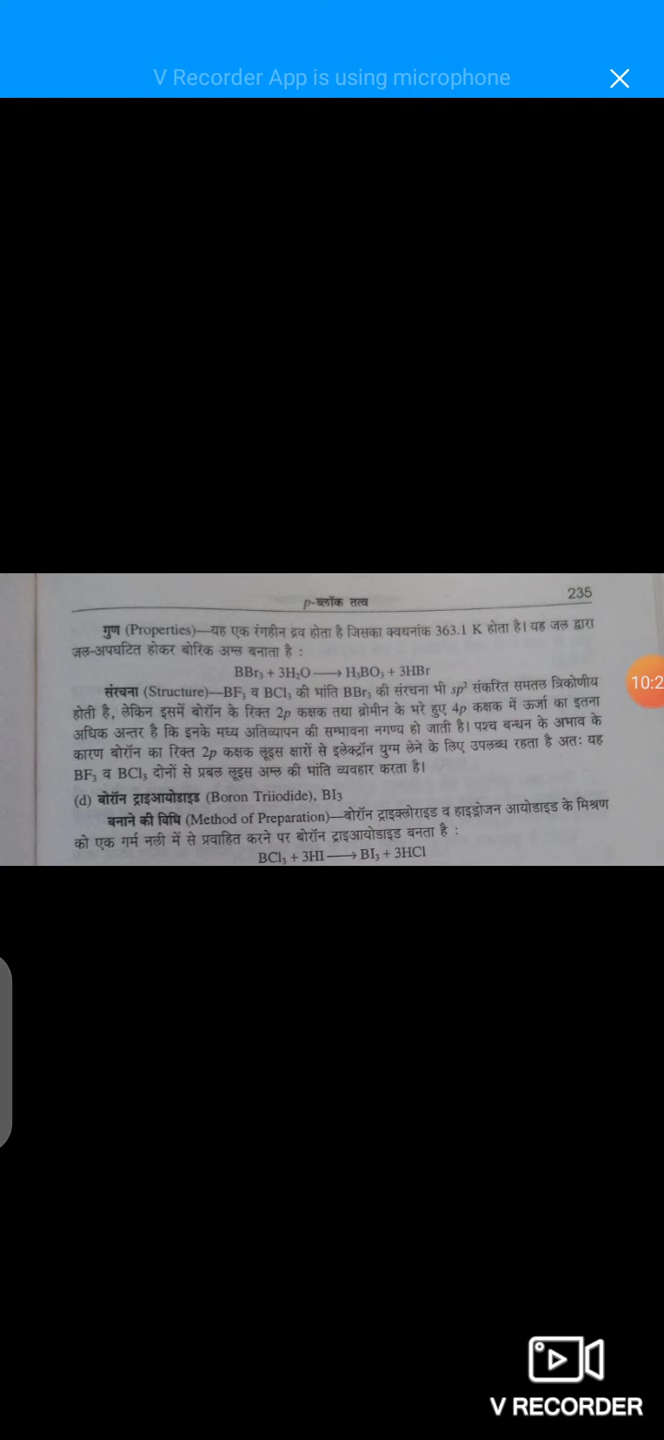 V Recorder App is using microphone
p-ब्लॉक तत्व
235
गुण (Properties)—यह एक रंगहीन द्रव होता है जिसका क्वथनांक 363.1 K होता है। यह जल द्वारा
जल-अपघटित होकर बोरिक अम्ल बनाता है :
BBr₃ + 3H₂O ⟶ H₃BO₃ + 3HBr
संरचना (Structure)—BF₃ व BCl₃ की भांति BBr₃ की संरचना भी sp² संकरित समतल त्रिकोणीय
होती है, लेकिन इसमें बोरॉन के रिक्त 2p कक्षक तथा ब्रोमीन के भरे हुए 4p कक्षक में ऊर्जा का इतना
अधिक अन्तर है कि इनके मध्य अतिव्यापन की सम्भावना नगण्य हो जाती है। पश्च बन्धन के अभाव के
कारण बोरॉन का रिक्त 2p कक्षक लूइस क्षारों से इलेक्ट्रॉन युग्म लेने के लिए उपलब्ध रहता है अतः यह
BF₃ व BCl₃ दोनों से प्रबल लूइस अम्ल की भांति व्यवहार करता है।
(d) बोरॉन ट्राइआयोडाइड (Boron Triiodide), BI3
बनाने की विधि (Method of Preparation)—बोरॉन ट्राइक्लोराइड व हाइड्रोजन आयोडाइड के मिश्रण
को एक गर्म नली में से प्रवाहित करने पर बोरॉन ट्राइआयोडाइड बनता है :
BCl₃ + 3HI ⟶ BI₃ + 3HCl
10:2
V RECORDER